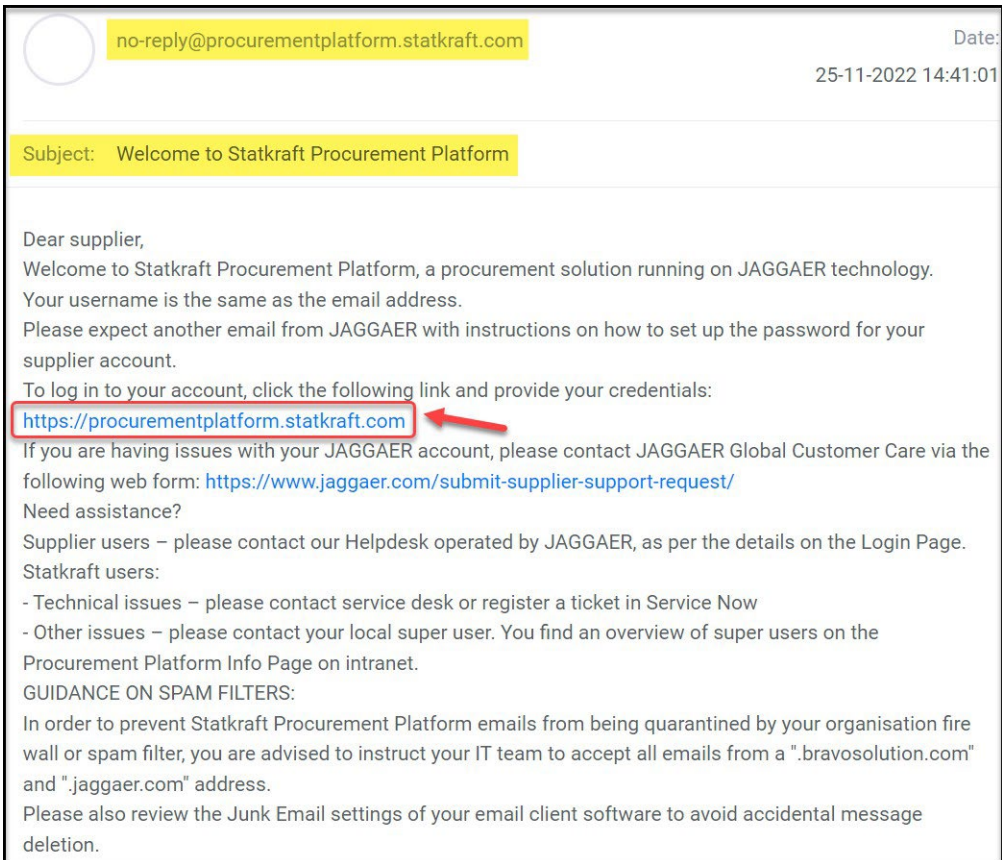 no-reply@procurementplatform.statkraft.com
Date:
25-11-2022 14:41:01
Subject: Welcome to Statkraft Procurement Platform
Dear supplier,
Welcome to Statkraft Procurement Platform, a procurement solution running on JAGGAER technology.
Your username is the same as the email address.
Please expect another email from JAGGAER with instructions on how to set up the password for your
supplier account.
To log in to your account, click the following link and provide your credentials:
https://procurementplatform.statkraft.com
If you are having issues with your JAGGAER account, please contact JAGGAER Global Customer Care via the
following web form: https://www.jaggaer.com/submit-supplier-support-request/
Need assistance?
Supplier users – please contact our Helpdesk operated by JAGGAER, as per the details on the Login Page.
Statkraft users:
- Technical issues – please contact service desk or register a ticket in Service Now
- Other issues – please contact your local super user. You find an overview of super users on the
Procurement Platform Info Page on intranet.
GUIDANCE ON SPAM FILTERS:
In order to prevent Statkraft Procurement Platform emails from being quarantined by your organisation fire
wall or spam filter, you are advised to instruct your IT team to accept all emails from a ".bravosolution.com"
and ".jaggaer.com" address.
Please also review the Junk Email settings of your email client software to avoid accidental message
deletion.